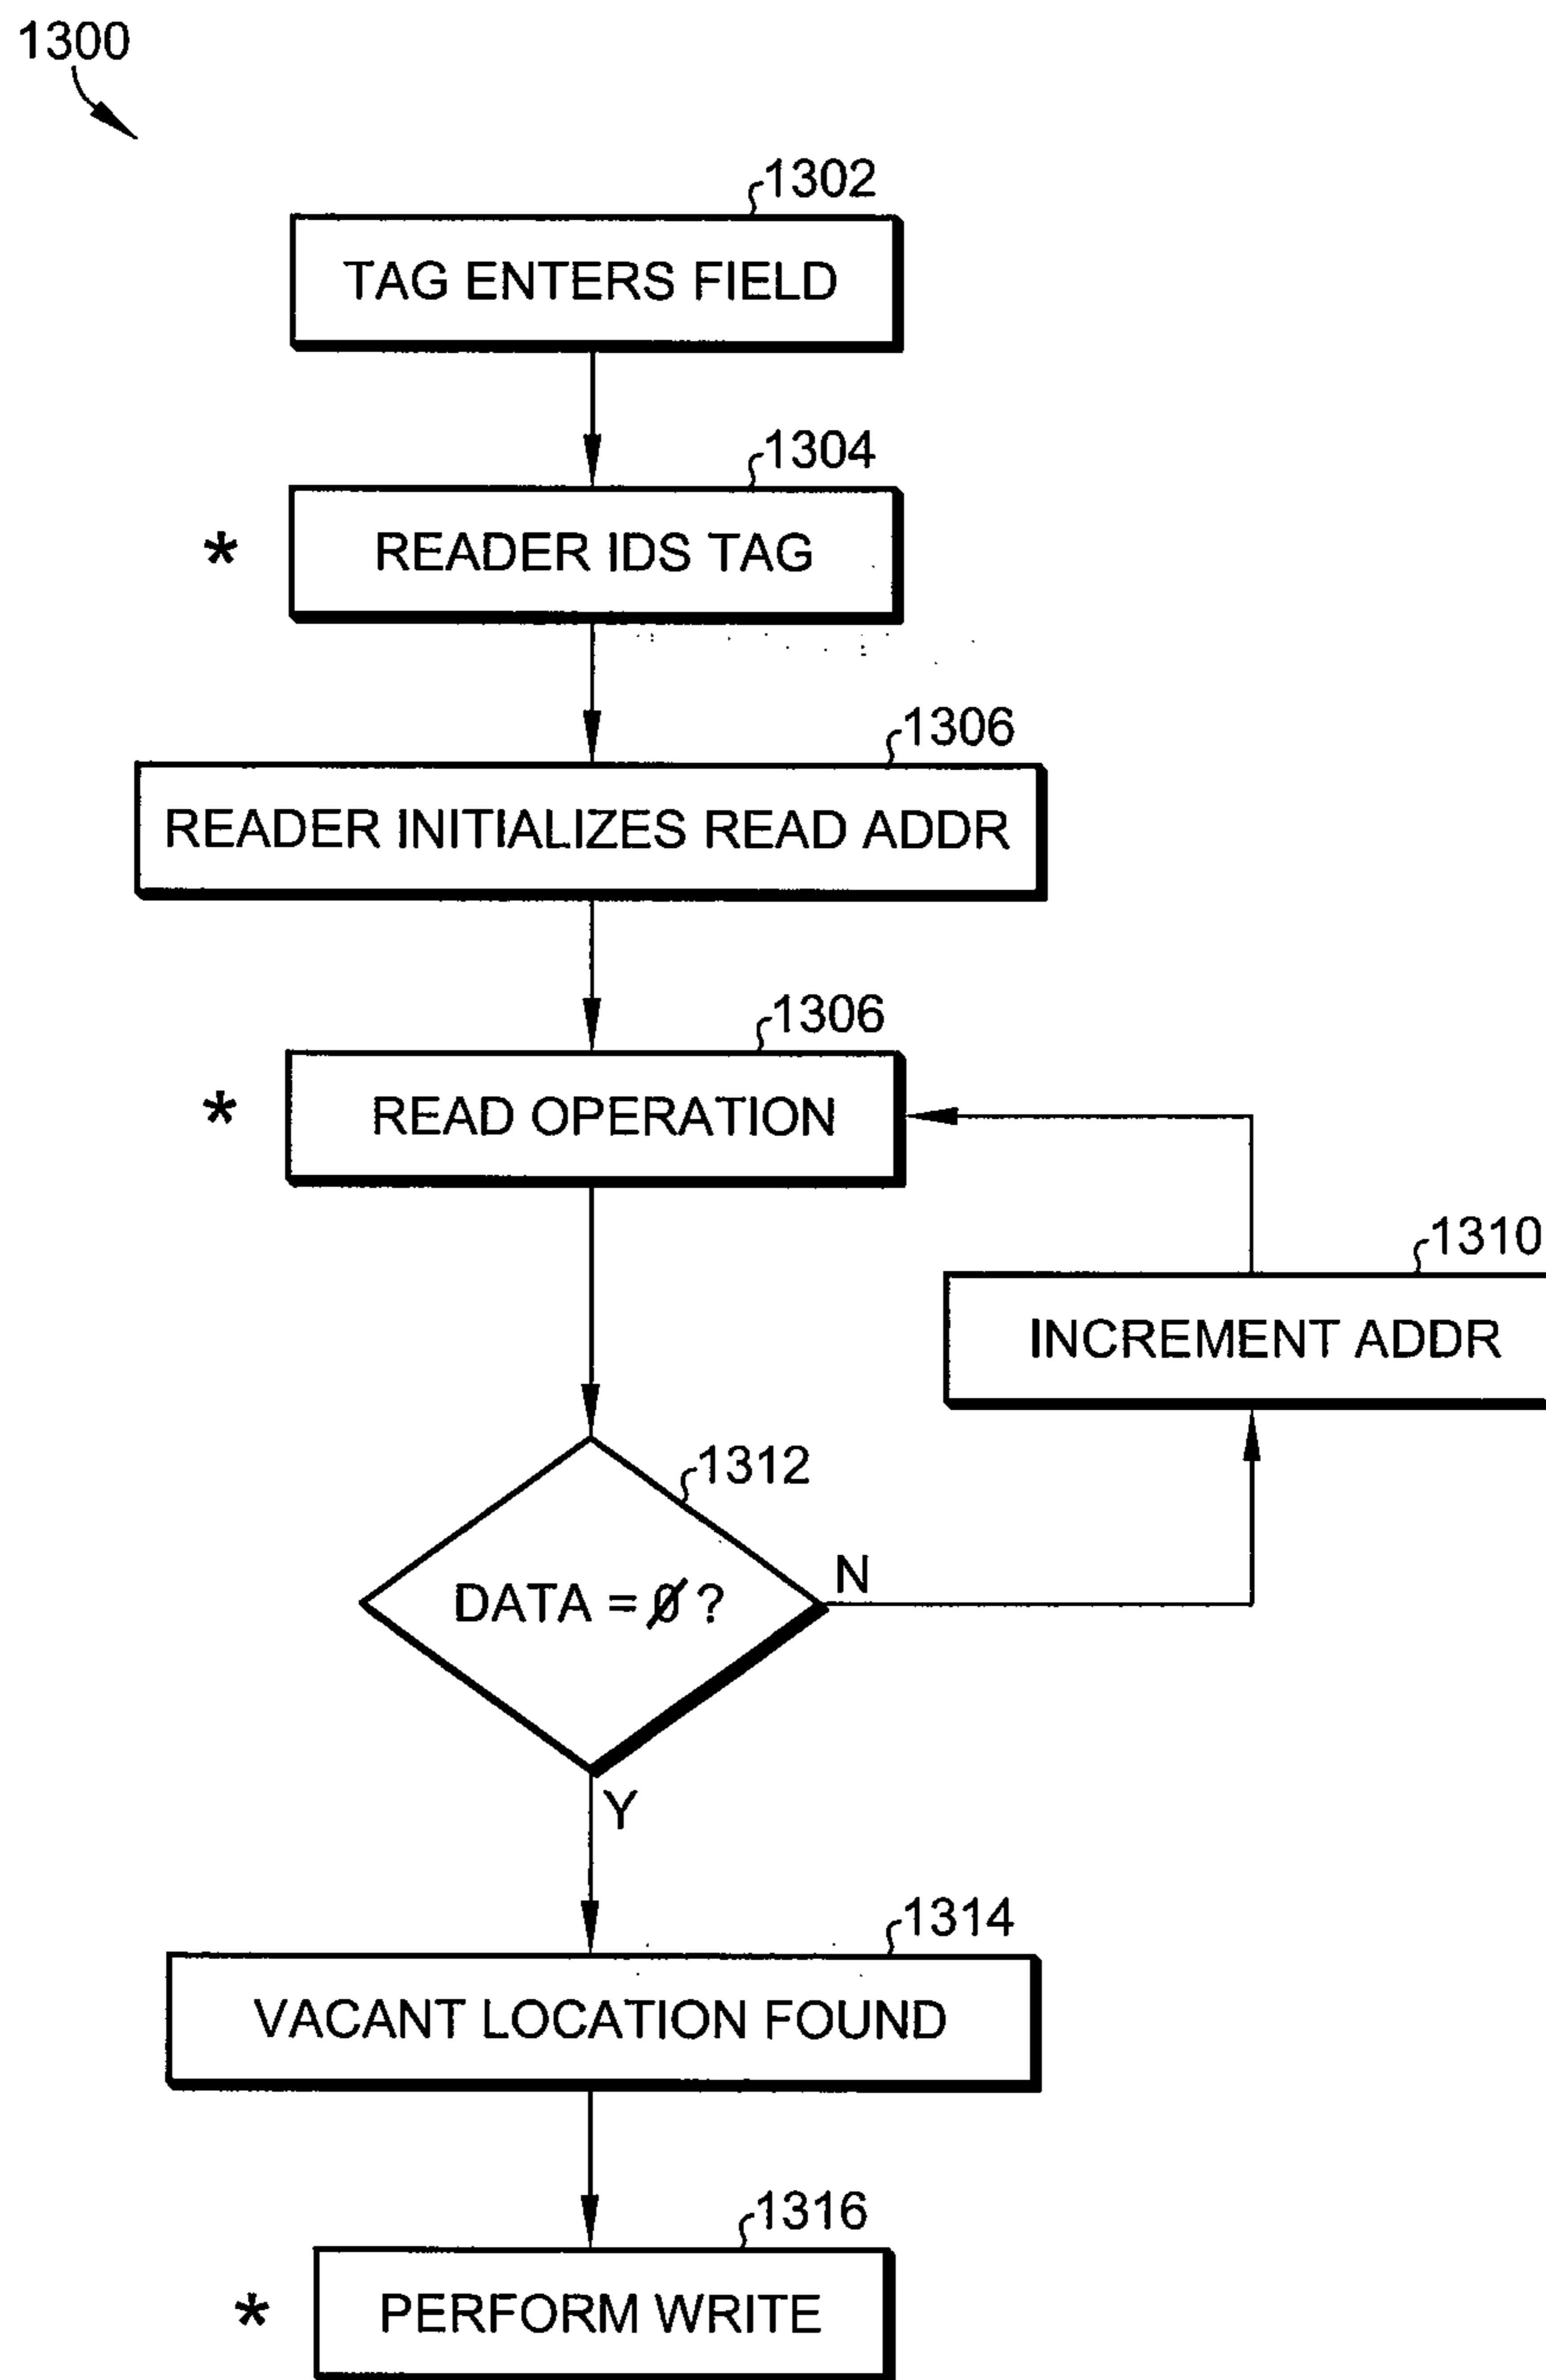 1300
1302
TAG ENTERS FIELD
1304
* READER IDS TAG
1306
READER INITIALIZES READ ADDR
1306
* READ OPERATION
1310
INCREMENT ADDR
1312
DATA = Ø ?
N
Y
1314
VACANT LOCATION FOUND
1316
* PERFORM WRITE